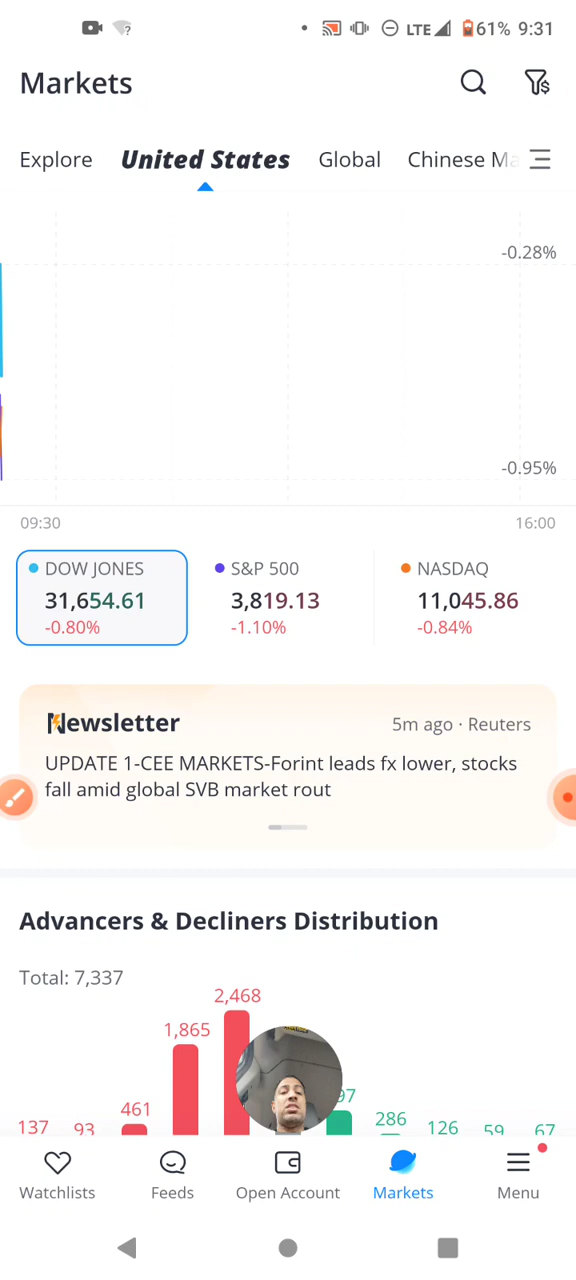 LTE 61% 9:31
Markets
Explore United States Global Chinese Ma
-0.28%
-0.95%
09:30 16:00
DOW JONES S&P 500 NASDAQ
31,654.61 3,819.13 11,045.86
-0.80% -1.10% -0.84%
Newsletter 5m ago · Reuters
UPDATE 1-CEE MARKETS-Forint leads fx lower, stocks
fall amid global SVB market rout
Advancers & Decliners Distribution
Total: 7,337
2,468
1,865
461 97 286
137 93 126 59 67
Watchlists Feeds Open Account Markets Menu